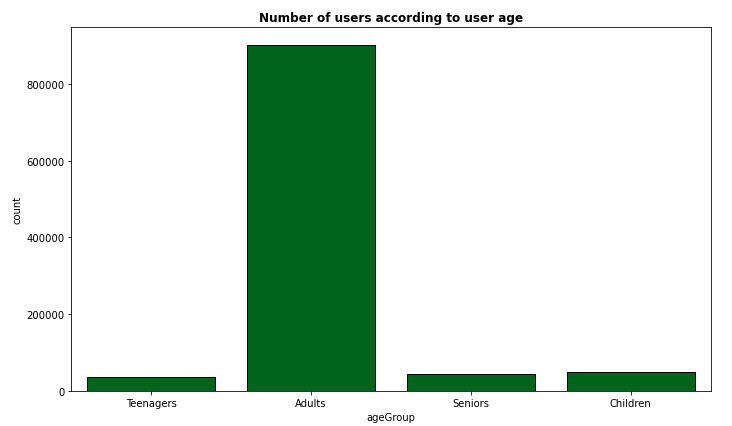 Number of users according to user age
800000
600000
400000
200000
0
count
Teenagers Adults Seniors Children
ageGroup